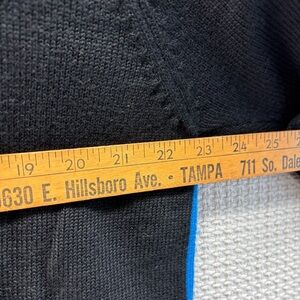 19 20 21 22 23 24 25
630 E. Hillsboro Ave. • TAMPA 711 So. Dale